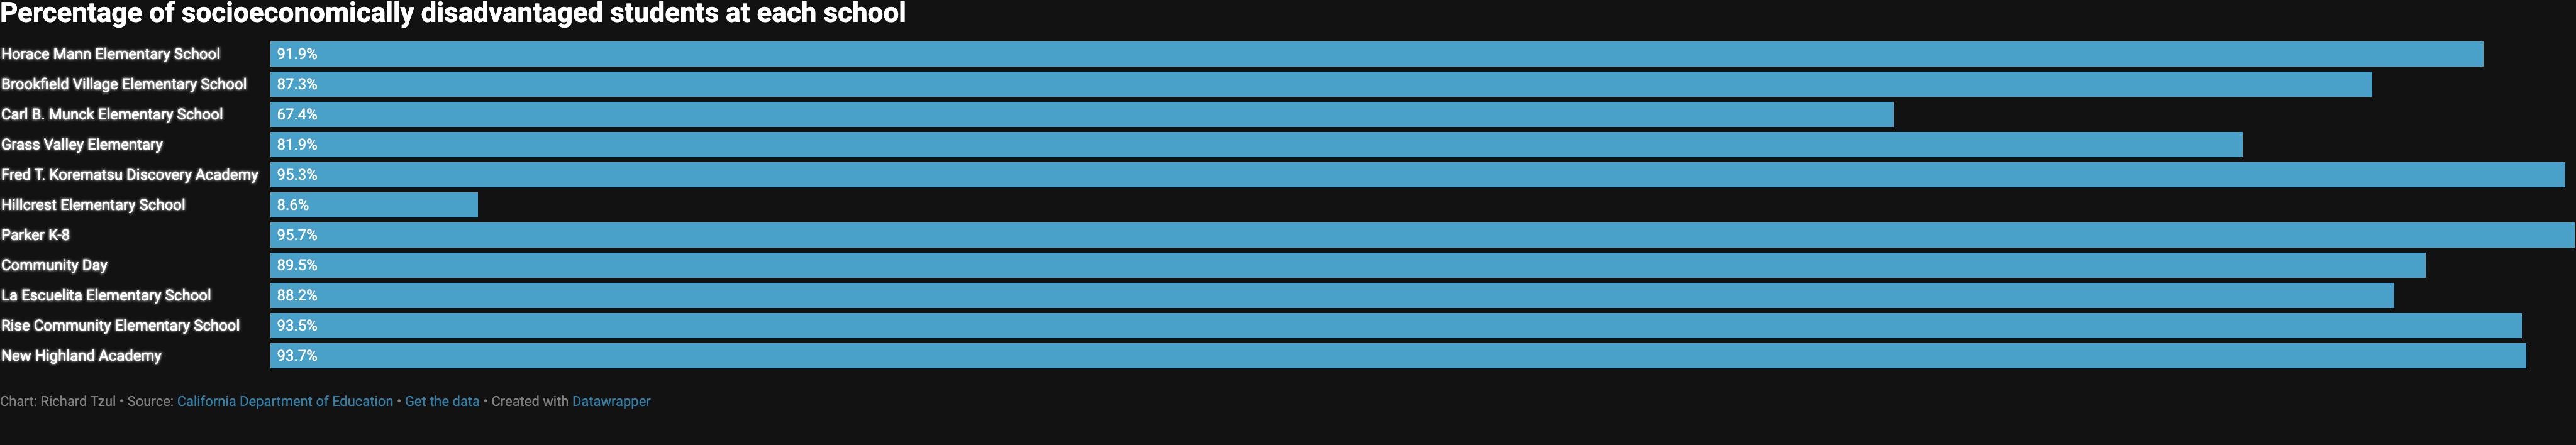 Percentage of socioeconomically disadvantaged students at each school
Horace Mann Elementary School 91.9%
Brookfield Village Elementary School 87.3%
Carl B. Munck Elementary School 67.4%
Grass Valley Elementary 81.9%
Fred T. Korematsu Discovery Academy 95.3%
Hillcrest Elementary School 8.6%
Parker K-8 95.7%
Community Day 89.5%
La Escuelita Elementary School 88.2%
Rise Community Elementary School 93.5%
New Highland Academy 93.7%
Chart: Richard Tzul • Source: California Department of Education • Get the data • Created with Datawrapper